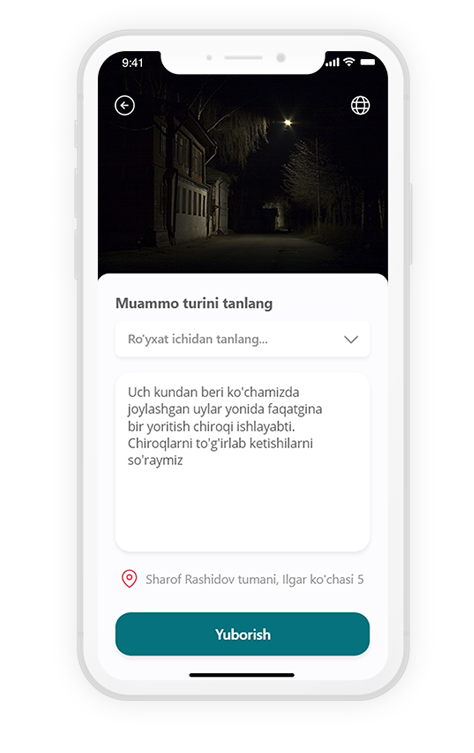 9:41
Muammo turini tanlang
Ro'yxat ichidan tanlang...
Uch kundan beri ko'chamizda
joylashgan uylar yonida faqatgina
bir yoritish chiroqi ishlayabti.
Chiroqlarni to'g'irlab ketishilarni
so'raymiz
Sharof Rashidov tumani, Ilgar ko'chasi 5
Yuborish